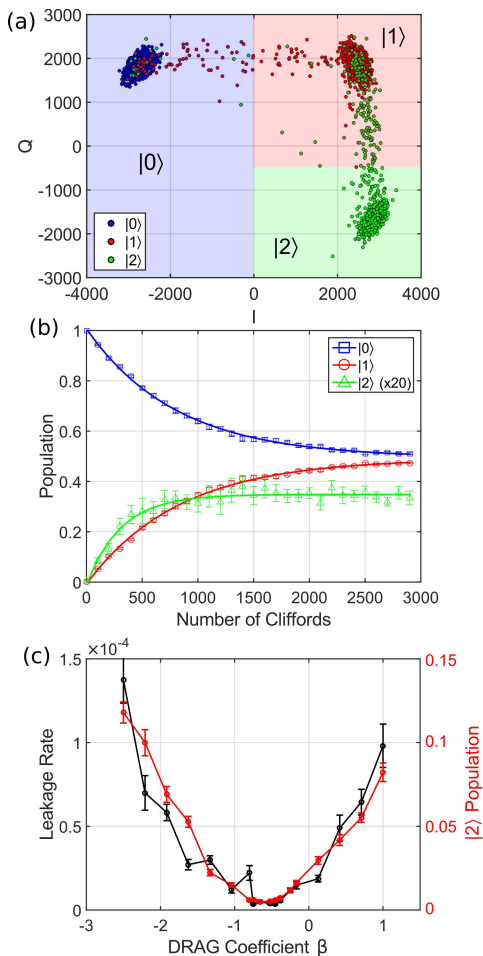 (a)
3000
2000
1000
0
-1000
-2000
-3000
Q
|0⟩
|1⟩
|2⟩
|0⟩
|1⟩
|2⟩
-4000 -2000 0 2000 4000
I
(b)
1
0.8
0.6
0.4
0.2
0
Population
|0⟩
|1⟩
|2⟩ (x20)
0 500 1000 1500 2000 2500 3000
Number of Cliffords
(c)
×10⁻⁴
1.5
1
0.5
0
Leakage Rate
0.15
0.1
0.05
0
|2⟩ Population
-3 -2 -1 0 1
DRAG Coefficient β